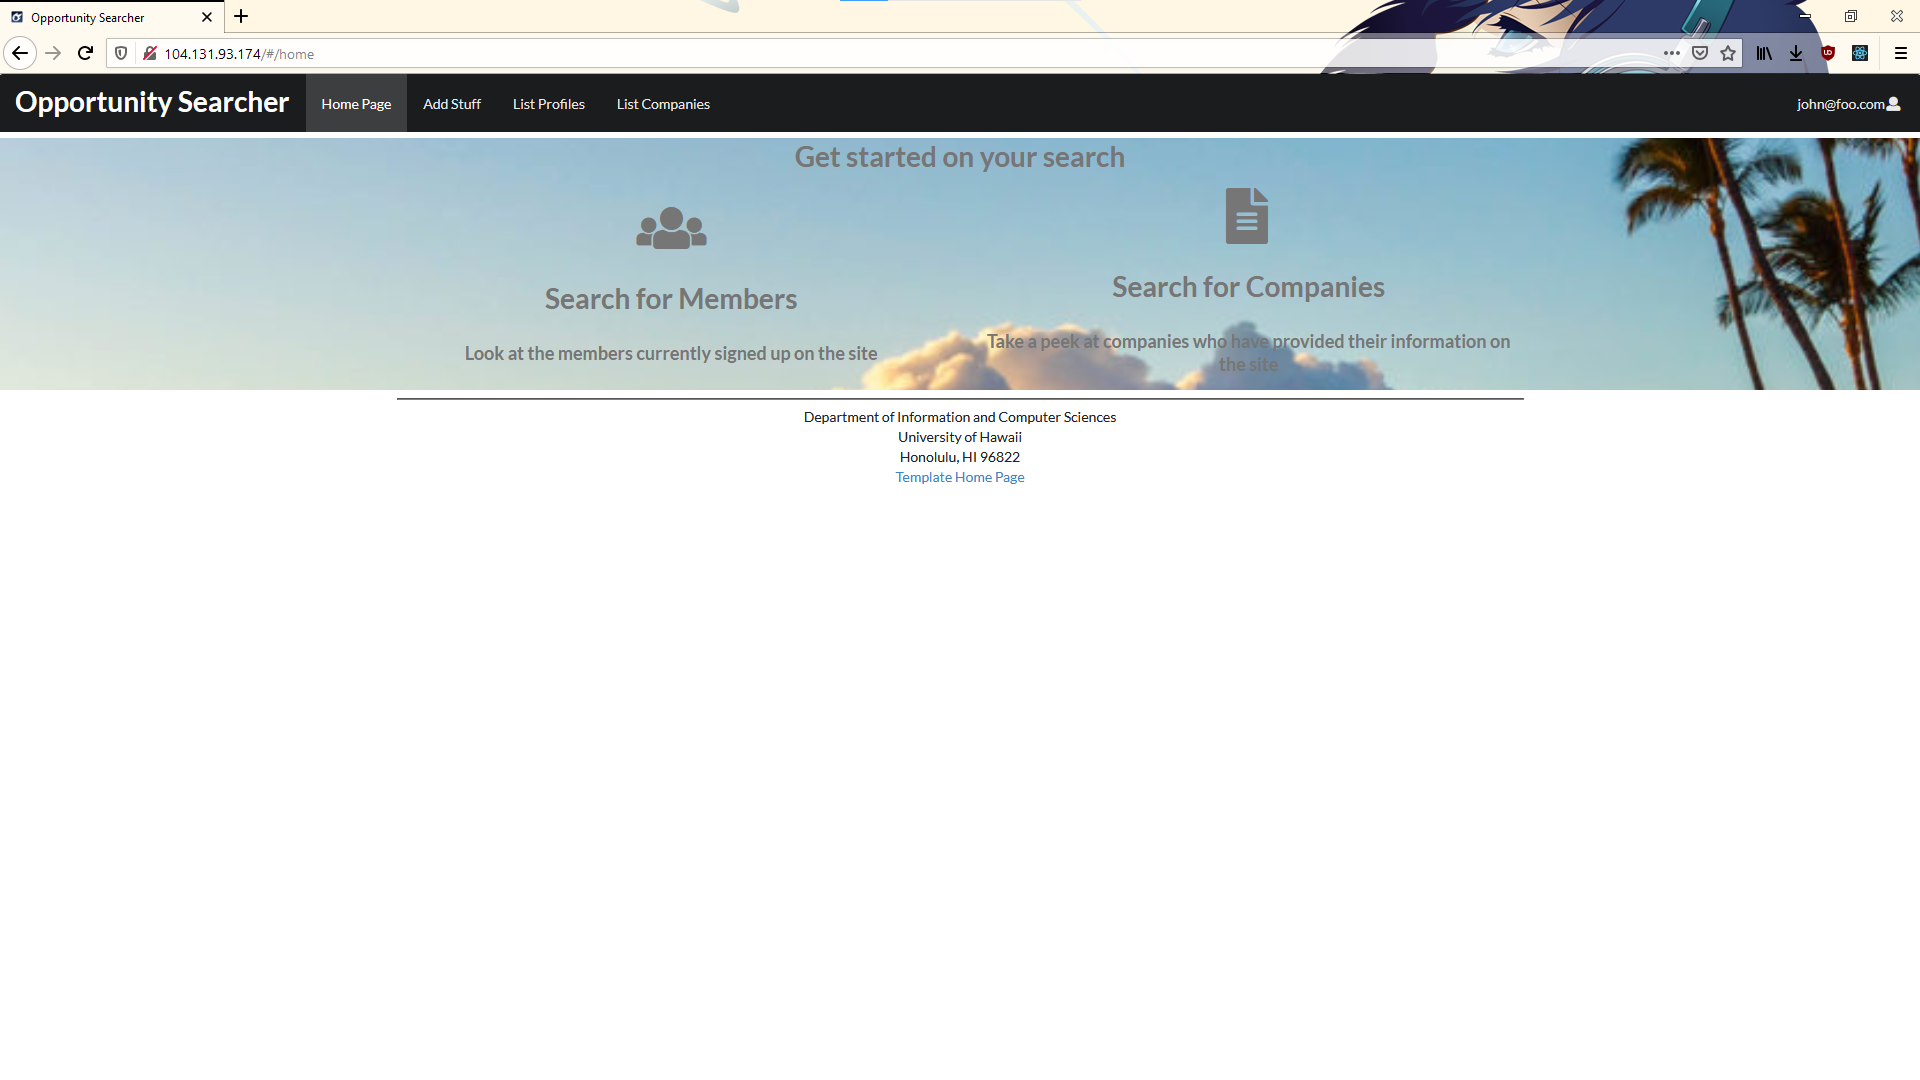 Opportunity Searcher
104.131.93.174/#/home
Opportunity Searcher
Home Page
Add Stuff
List Profiles
List Companies
john@foo.com
Get started on your search
Search for Members
Look at the members currently signed up on the site
Search for Companies
Take a peek at companies who have provided their information on
the site
Department of Information and Computer Sciences
University of Hawaii
Honolulu, HI 96822
Template Home Page